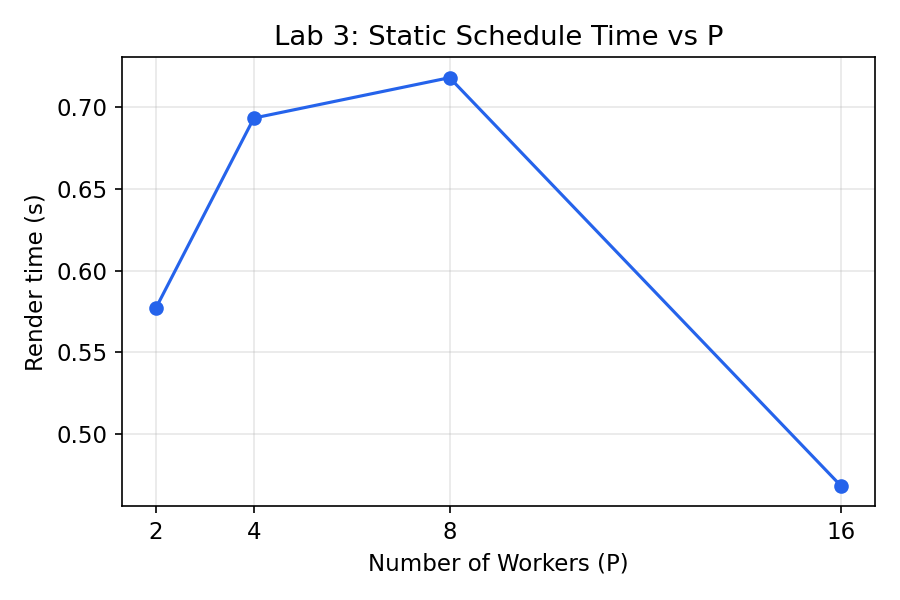 Lab 3: Static Schedule Time vs P
0.70
0.65
0.60
0.55
0.50
Render time (s)
2 4 8 16
Number of Workers (P)